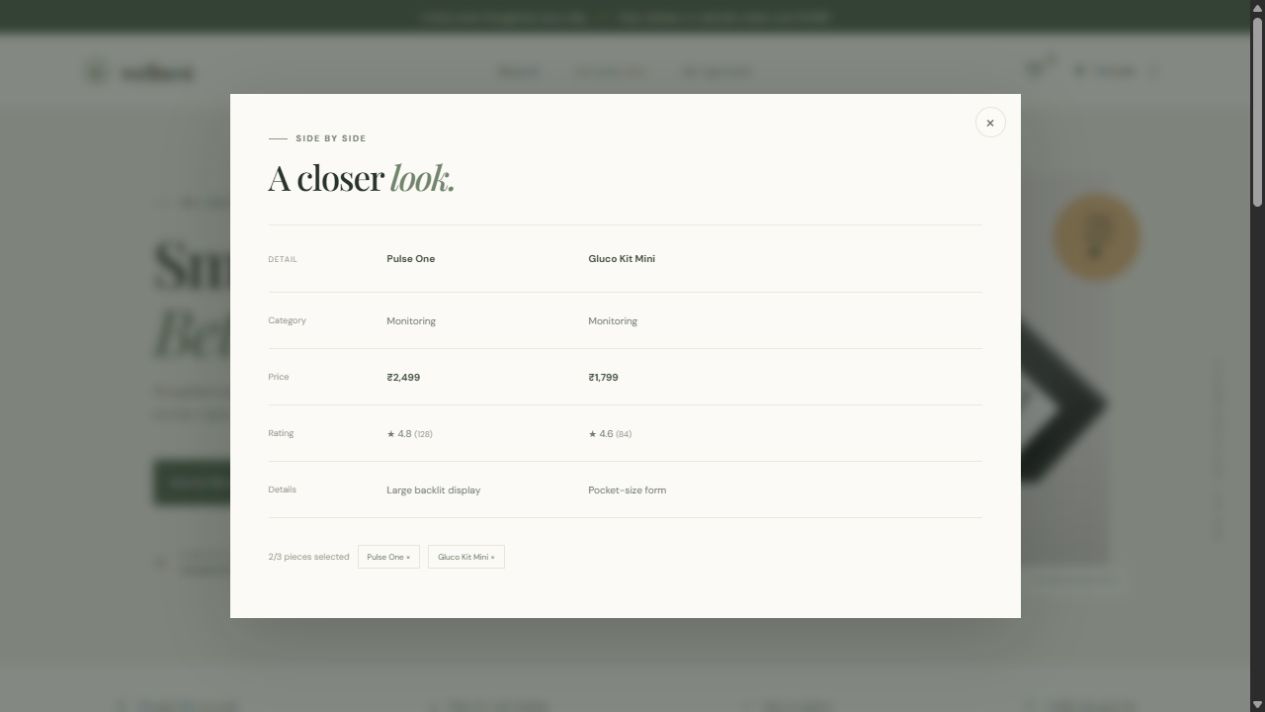 SIDE BY SIDE
×
A closer look.
DETAIL Pulse One Gluco Kit Mini
Category Monitoring Monitoring
Price ₹2,499 ₹1,799
Rating ★ 4.8 (128) ★ 4.6 (84)
Details Large backlit display Pocket-size form
2/3 pieces selected Pulse One × Gluco Kit Mini ×